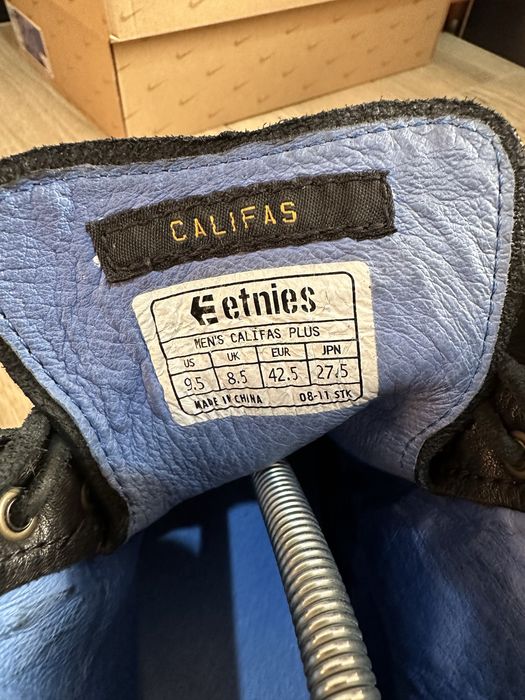 CALIFAS
etnies
MEN'S CALIFAS PLUS
US UK EUR JPN
9.5 8.5 42.5 27.5
MADE IN CHINA 08-11 STK